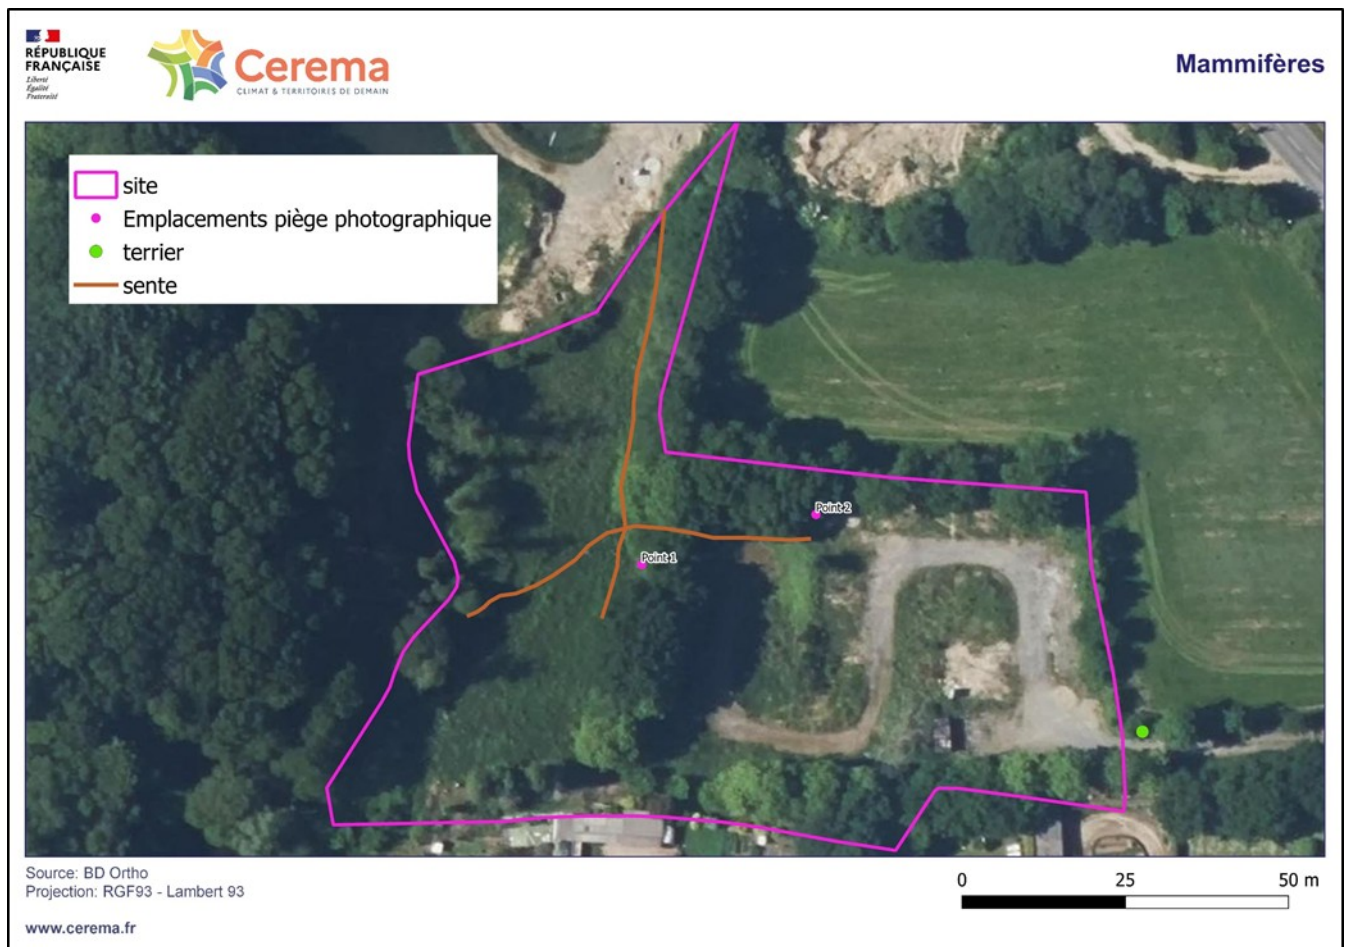 RÉPUBLIQUE
FRANÇAISE
Liberté
Égalité
Fraternité
Cerema
CLIMAT & TERRITOIRES DE DEMAIN
Mammifères
site
Emplacements piège photographique
terrier
sente
Point 2
Point 1
Source: BD Ortho
Projection: RGF93 - Lambert 93
0 25 50 m
www.cerema.fr